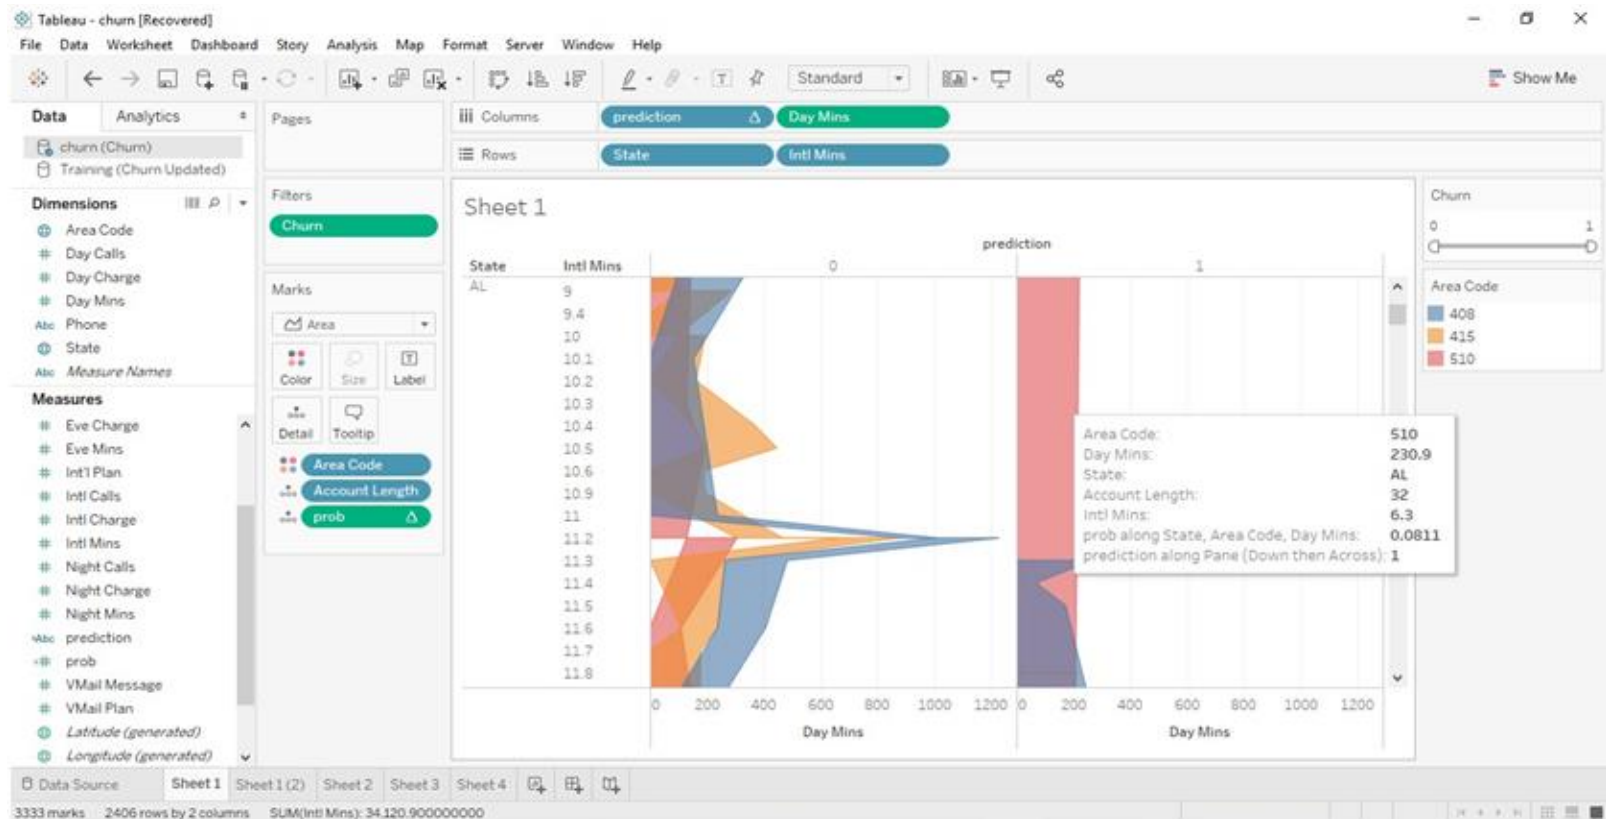 Tableau - churn [Recovered]
File Data Worksheet Dashboard Story Analysis Map Format Server Window Help
Standard
Show Me
Data Analytics
churn (Churn)
Training (Churn Updated)
Dimensions
Area Code
Day Calls
Day Charge
Day Mins
Abc Phone
State
Abc Measure Names
Measures
Eve Charge
Eve Mins
Int'l Plan
Intl Calls
Intl Charge
Intl Mins
Night Calls
Night Charge
Night Mins
Abc prediction
prob
VMail Message
VMail Plan
Latitude (generated)
Longitude (generated)
Pages
Filters
Churn
Marks
Area
Color Size Label
Detail Tooltip
Area Code
Account Length
prob
Columns prediction Day Mins
Rows State Intl Mins
Sheet 1
prediction
State Intl Mins 0 1
AL 9
9.4
10
10.1
10.2
10.3
10.4
10.5
10.6
10.9
11
11.2
11.3
11.4
11.5
11.6
11.7
11.8
0 200 400 600 800 1000 1200 0 200 400 600 800 1000 1200
Day Mins Day Mins
Area Code: 510
Day Mins: 230.9
State: AL
Account Length: 32
Intl Mins: 6.3
prob along State, Area Code, Day Mins: 0.0811
prediction along Pane (Down then Across): 1
Churn
0 1
Area Code
408
415
510
Data Source Sheet 1 Sheet 1 (2) Sheet 2 Sheet 3 Sheet 4
3333 marks 2406 rows by 2 columns SUM(Intl Mins): 34,120.900000000